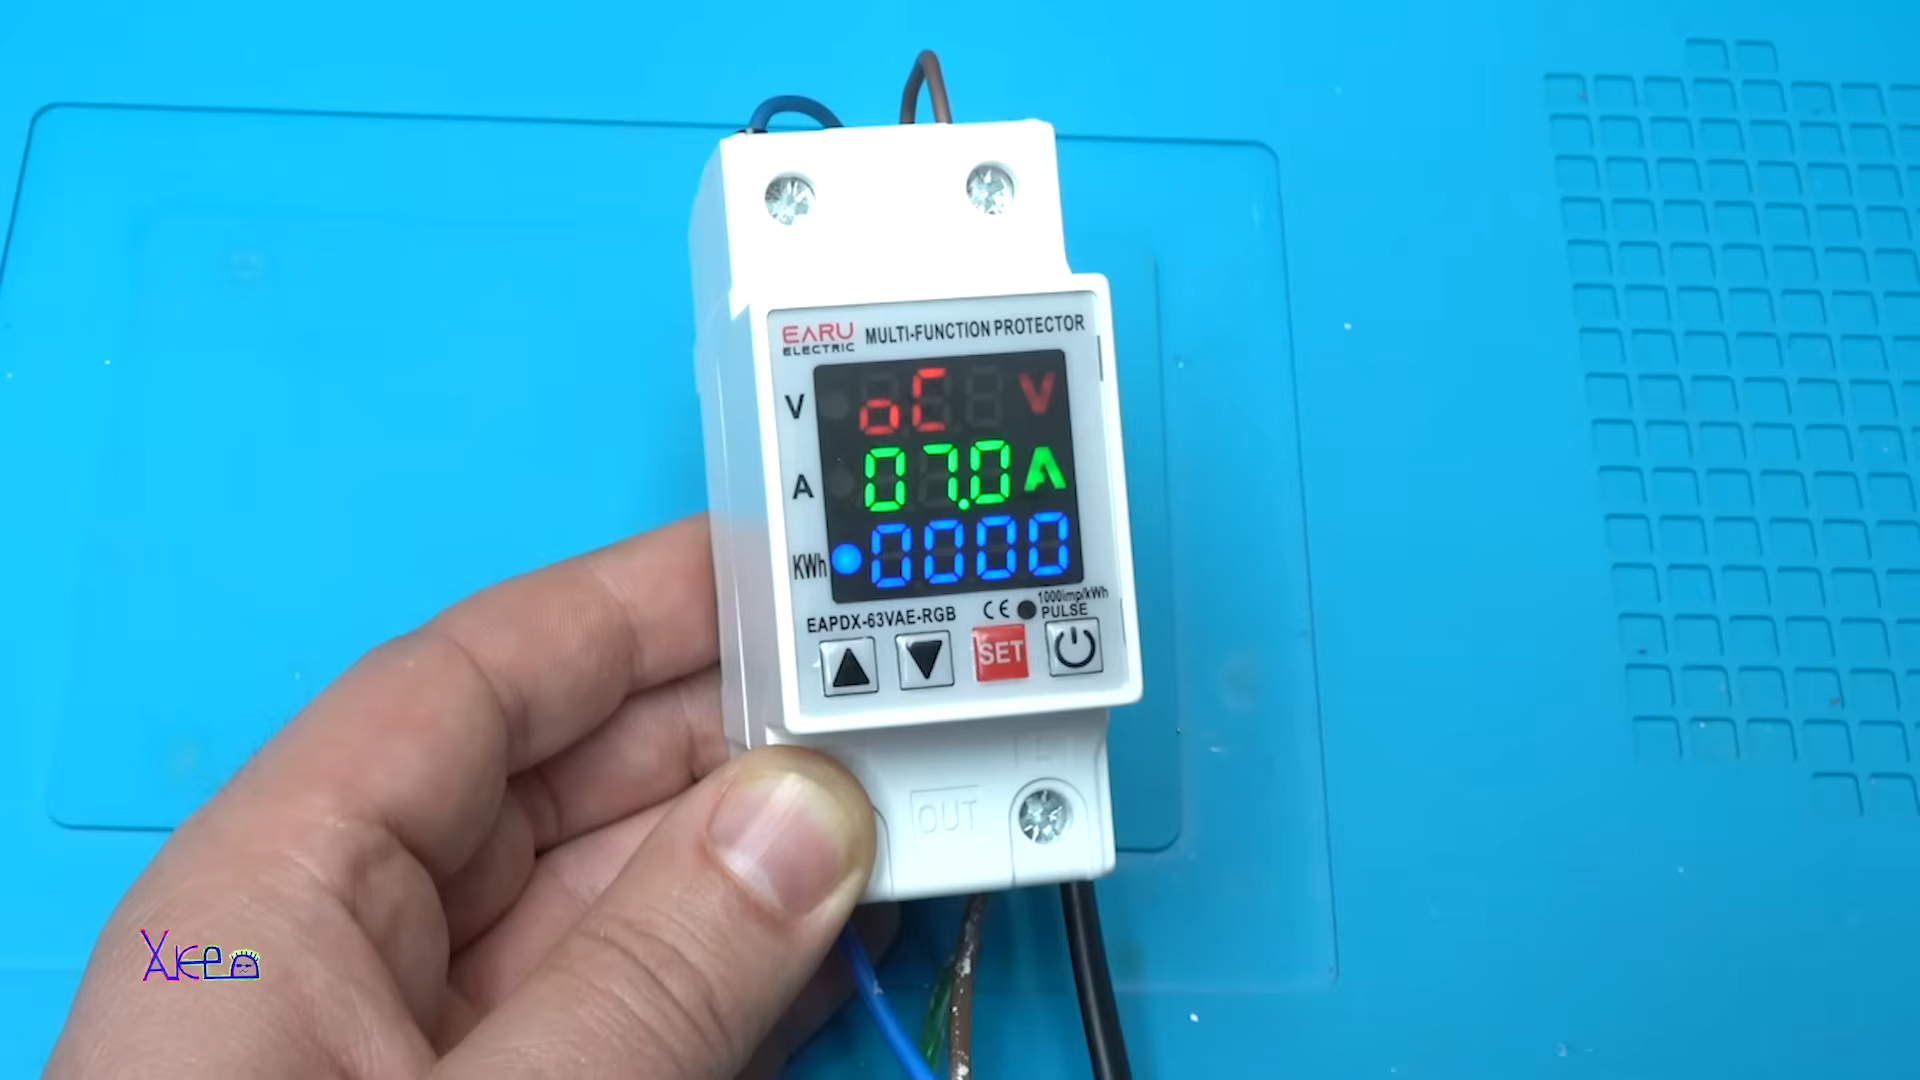 EARU
ELECTRIC
MULTI-FUNCTION PROTECTOR
V oC V
A 07.0 A
KWh 0000
1000imp/kWh
EAPDX-63VAE-RGB CE PULSE
SET
OUT